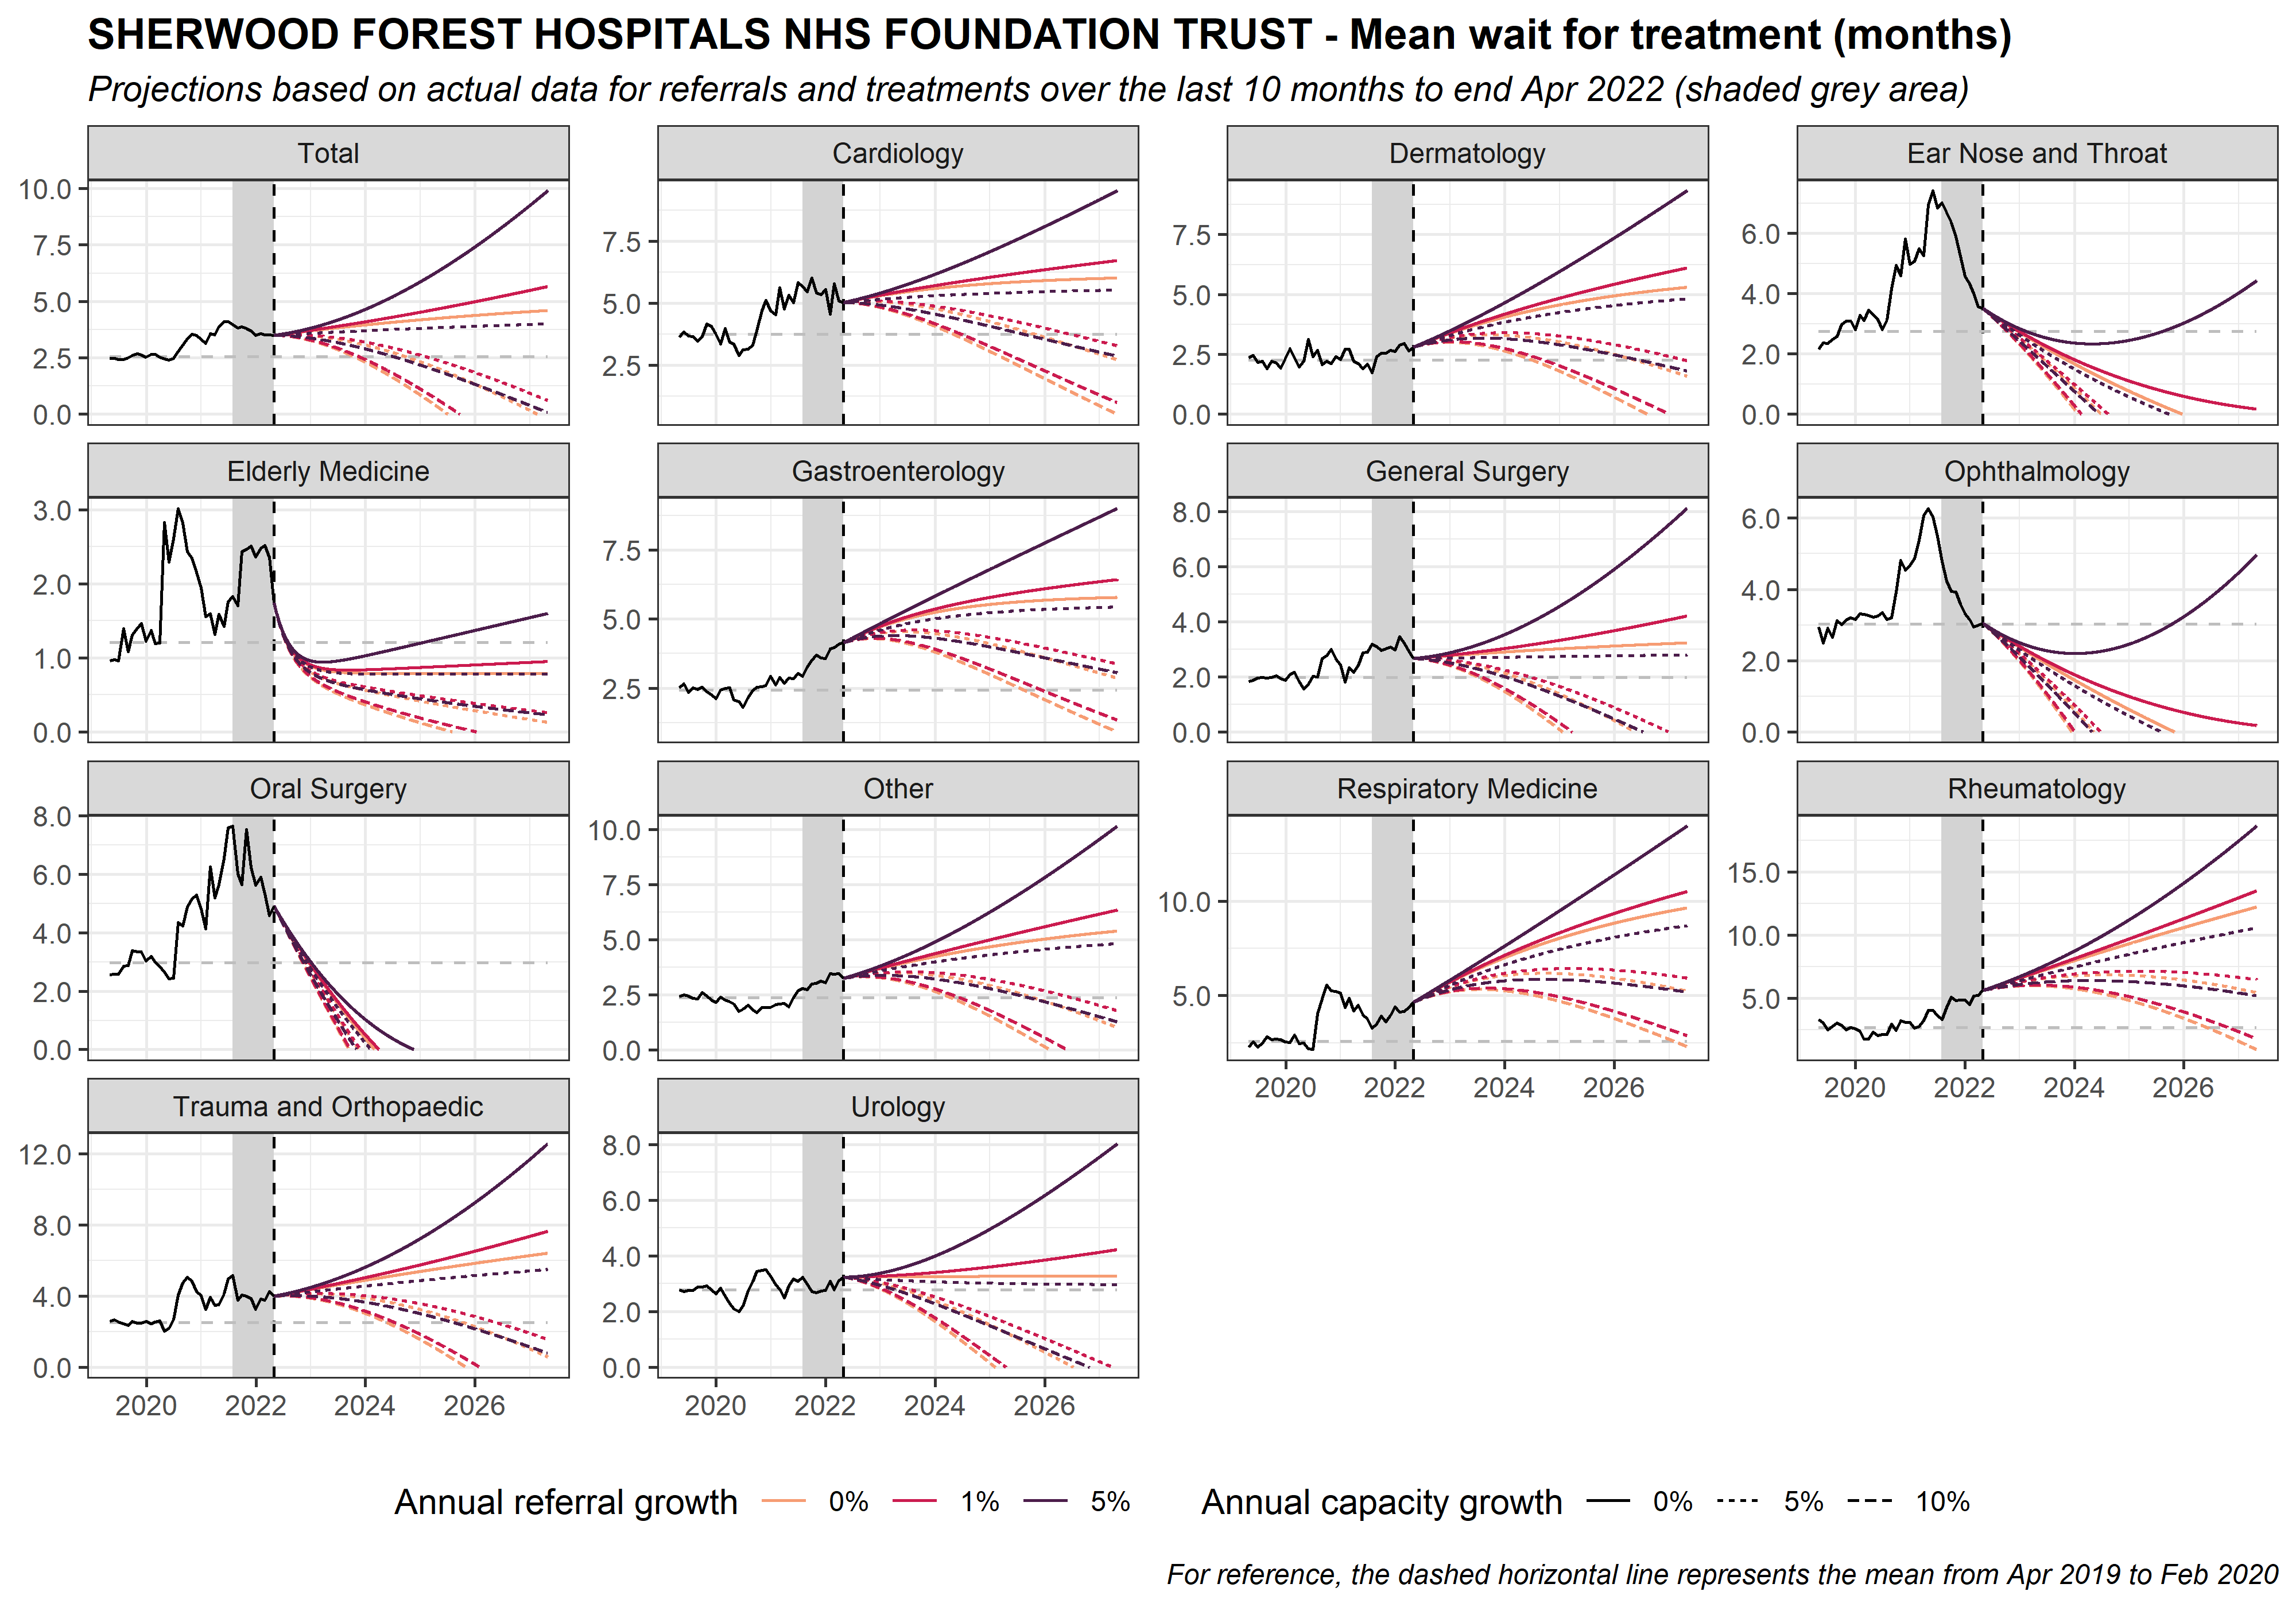 SHERWOOD FOREST HOSPITALS NHS FOUNDATION TRUST - Mean wait for treatment (months)
Projections based on actual data for referrals and treatments over the last 10 months to end Apr 2022 (shaded grey area)
Total
Cardiology
Dermatology
Ear Nose and Throat
10.0
7.5
5.0
2.5
0.0
7.5
5.0
2.5
7.5
5.0
2.5
0.0
6.0
4.0
2.0
0.0
Elderly Medicine
Gastroenterology
General Surgery
Ophthalmology
3.0
2.0
1.0
0.0
7.5
5.0
2.5
8.0
6.0
4.0
2.0
0.0
6.0
4.0
2.0
0.0
Oral Surgery
Other
Respiratory Medicine
Rheumatology
8.0
6.0
4.0
2.0
0.0
10.0
7.5
5.0
2.5
0.0
10.0
5.0
15.0
10.0
5.0
2020 2022 2024 2026
2020 2022 2024 2026
Trauma and Orthopaedic
Urology
12.0
8.0
4.0
0.0
8.0
6.0
4.0
2.0
0.0
2020 2022 2024 2026
2020 2022 2024 2026
Annual referral growth 0% 1% 5%
Annual capacity growth 0% 5% 10%
For reference, the dashed horizontal line represents the mean from Apr 2019 to Feb 2020